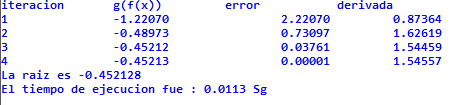 iteracion g(f(x)) error derivada
1 -1.22070 2.22070 0.87364
2 -0.48973 0.73097 1.62619
3 -0.45212 0.03761 1.54459
4 -0.45213 0.00001 1.54557
La raiz es -0.452128
El tiempo de ejecucion fue : 0.0113 Sg